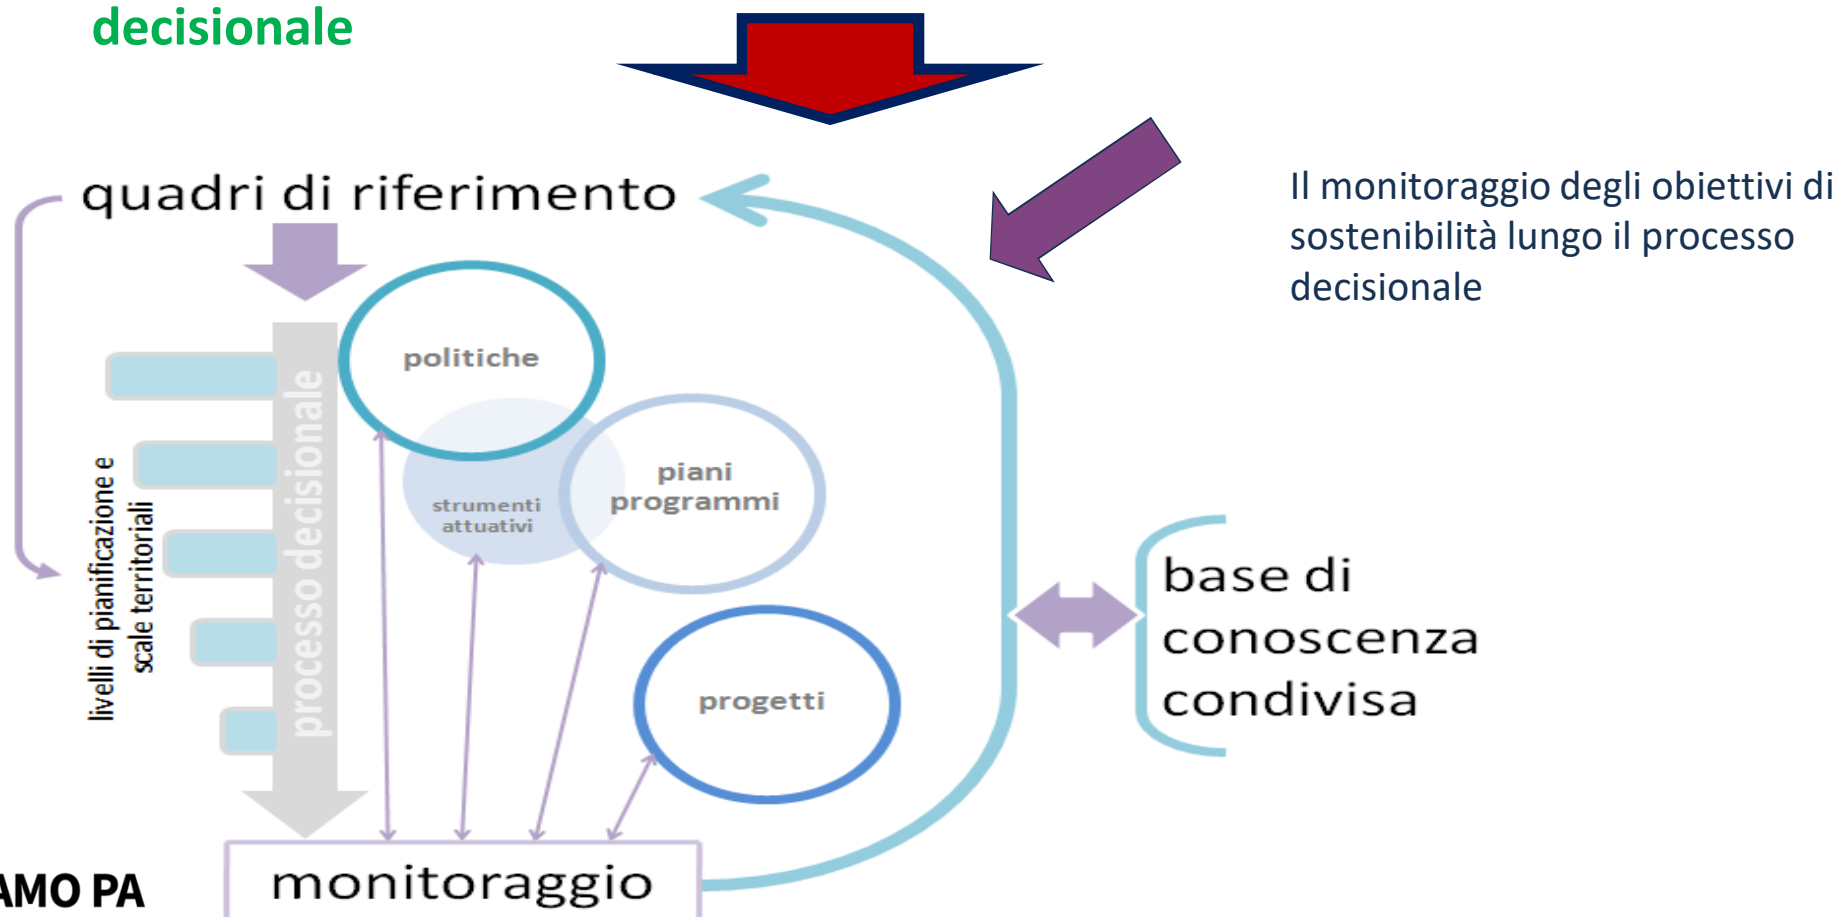 decisionale
Il monitoraggio degli obiettivi di
sostenibilità lungo il processo
decisionale
quadri di riferimento
politiche
processo decisionale
livelli di pianificazione e
scale territoriali
strumenti
attuativi
piani
programmi
progetti
base di
conoscenza
condivisa
monitoraggio
AMO PA